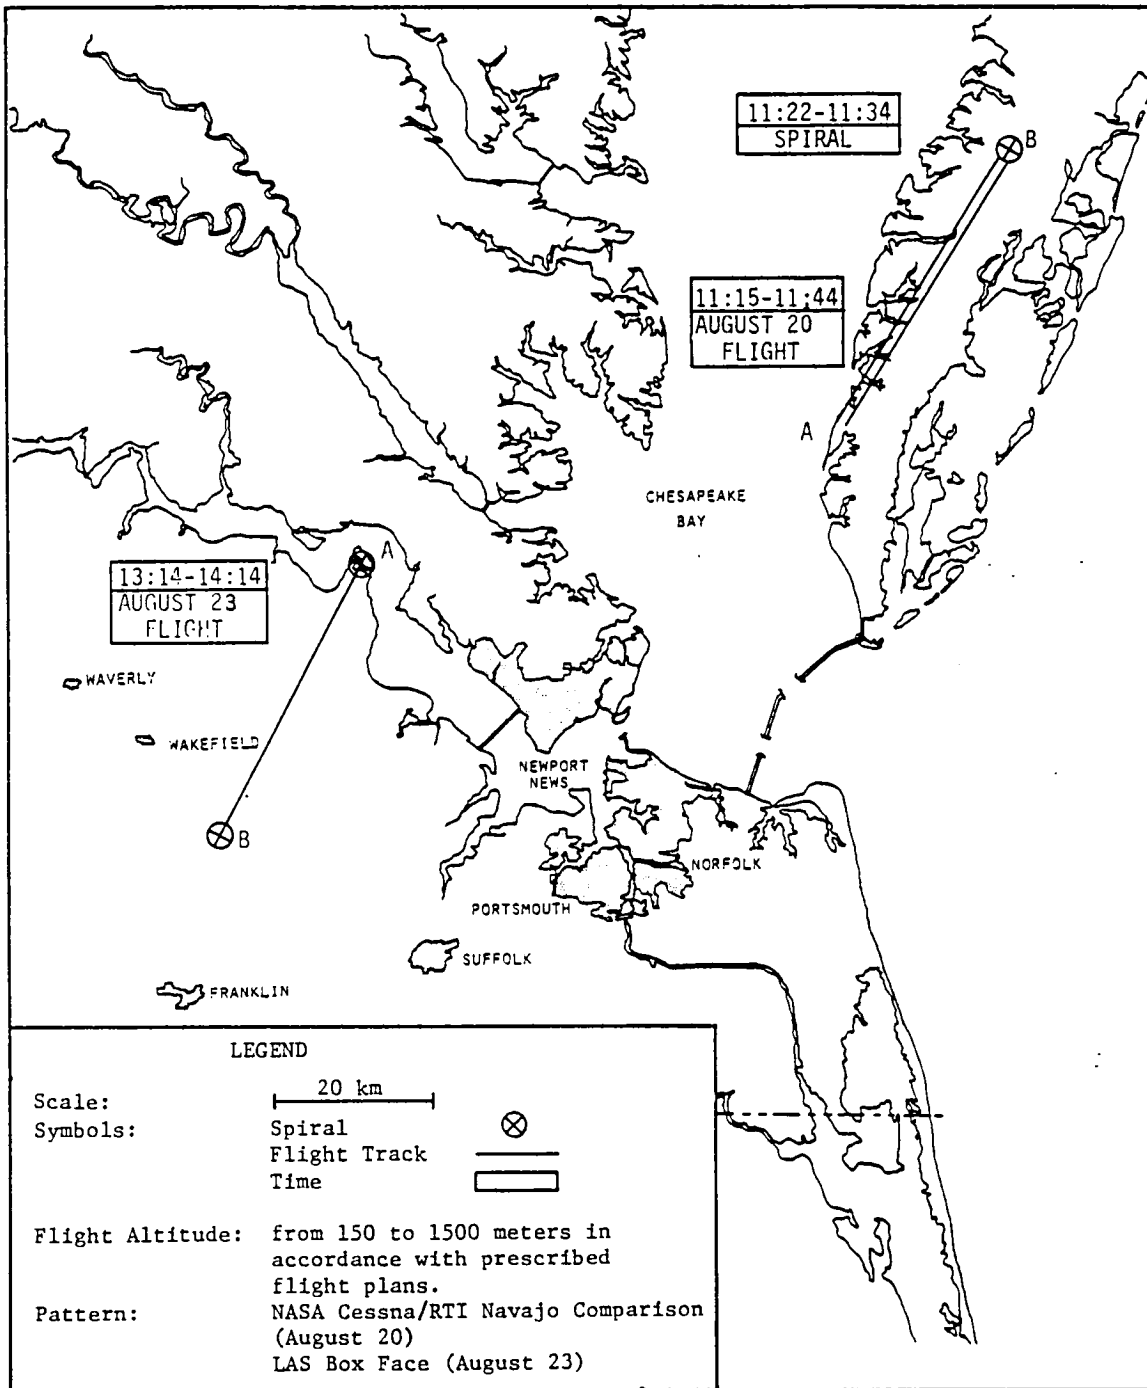 11:22-11:34
SPIRAL
B
11:15-11:44
AUGUST 20
FLIGHT
A
CHESAPEAKE
BAY
A
13:14-14:14
AUGUST 23
FLIGHT
WAVERLY
WAKEFIELD
NEWPORT
NEWS
B
NORFOLK
PORTSMOUTH
SUFFOLK
FRANKLIN
LEGEND
Scale: 20 km
Symbols: Spiral
Flight Track
Time
Flight Altitude: from 150 to 1500 meters in
accordance with prescribed
flight plans.
Pattern: NASA Cessna/RTI Navajo Comparison
(August 20)
LAS Box Face (August 23)